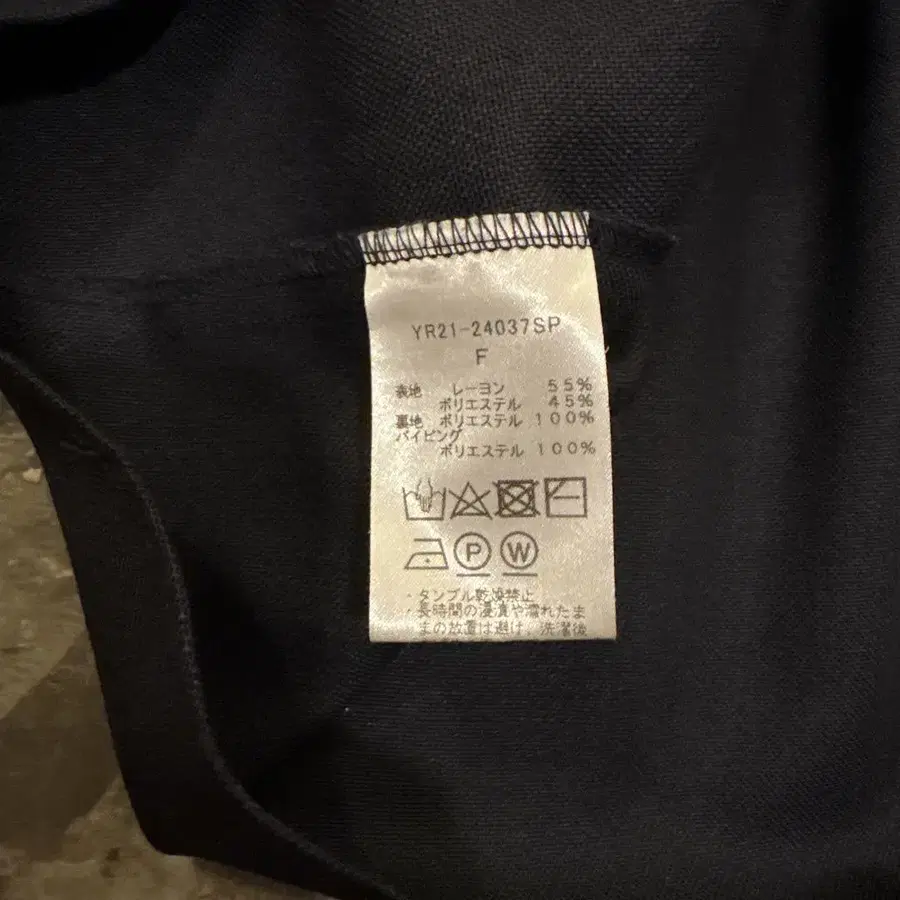 YR21-24037SP
F
表地 レーヨン 55%
ポリエステル 45%
裏地 ポリエステル 100%
パイピング
ポリエステル 100%
P W
・タンブル乾燥禁止
・長時間の浸漬や濡れたま
まの放置は避け、洗濯後